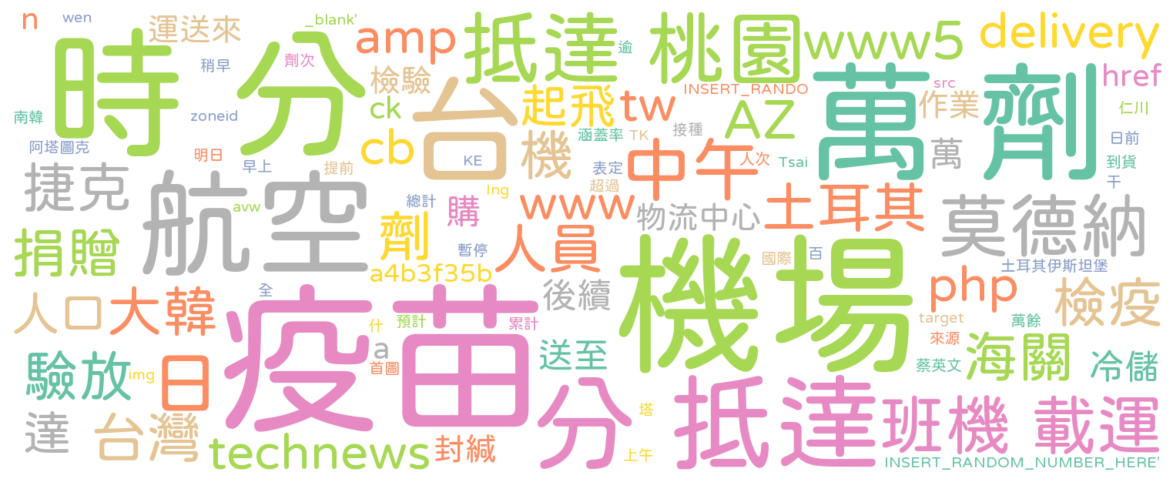 n
wen
運送來
_blank'
稍早
劑次
amp
抵達
逾
桃園
www5
delivery
時
分
檢驗
台
INSERT_RANDO
萬
劑
src
href
南韓
zoneid
ck
起飛
tw
AZ
作業
仁川
涵蓋率
TK
接種
阿塔圖克
明日
早上
提前
cb
KE
機
表定
中午
人次
Tsai
萬
日前
到貨
干
捷克
航空
avw
lng
總計
購
超過
www
物流中心
土耳其
莫德納
捐贈
劑
暫停
人員
機場
國際
百
土耳其伊斯坦堡
a4b3f35b
人口
大韓
全
疫苗
後續
php
檢疫
什
預計
累計
target
萬餘
驗放
img
日
a
首圖
送至
來源
蔡英文
海關
冷儲
達
台灣
technews
封緘
分
塔
上午
抵達
班機
載運
INSERT_RANDOM_NUMBER_HERE'